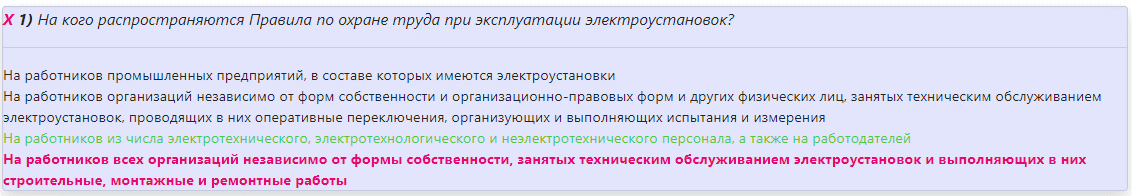 X 1) На кого распространяются Правила по охране труда при эксплуатации электроустановок?
На работников промышленных предприятий, в составе которых имеются электроустановки
На работников организаций независимо от форм собственности и организационно-правовых форм и других физических лиц, занятых техническим обслуживанием
электроустановок, проводящих в них оперативные переключения, организующих и выполняющих испытания и измерения
На работников из числа электротехнического, электротехнологического и неэлектротехнического персонала, а также на работодателей
На работников всех организаций независимо от формы собственности, занятых техническим обслуживанием электроустановок и выполняющих в них
строительные, монтажные и ремонтные работы